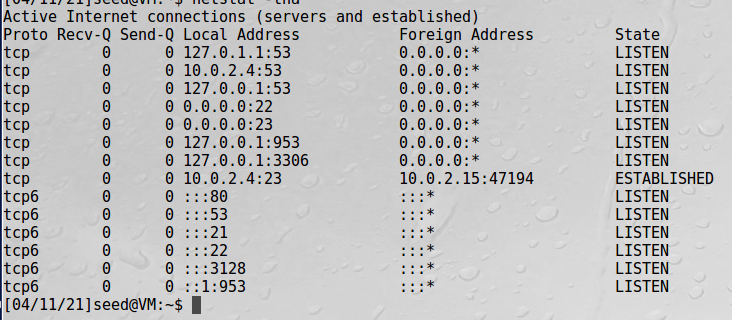 [04/11/21]seed@VM:~$ netstat -tna
Active Internet connections (servers and established)
Proto Recv-Q Send-Q Local Address Foreign Address State
tcp 0 0 127.0.1.1:53 0.0.0.0:* LISTEN
tcp 0 0 10.0.2.4:53 0.0.0.0:* LISTEN
tcp 0 0 127.0.0.1:53 0.0.0.0:* LISTEN
tcp 0 0 0.0.0.0:22 0.0.0.0:* LISTEN
tcp 0 0 0.0.0.0:23 0.0.0.0:* LISTEN
tcp 0 0 127.0.0.1:953 0.0.0.0:* LISTEN
tcp 0 0 127.0.0.1:3306 0.0.0.0:* LISTEN
tcp 0 0 10.0.2.4:23 10.0.2.15:47194 ESTABLISHED
tcp6 0 0 :::80 :::* LISTEN
tcp6 0 0 :::53 :::* LISTEN
tcp6 0 0 :::21 :::* LISTEN
tcp6 0 0 :::22 :::* LISTEN
tcp6 0 0 :::3128 :::* LISTEN
tcp6 0 0 ::1:953 :::* LISTEN
[04/11/21]seed@VM:~$